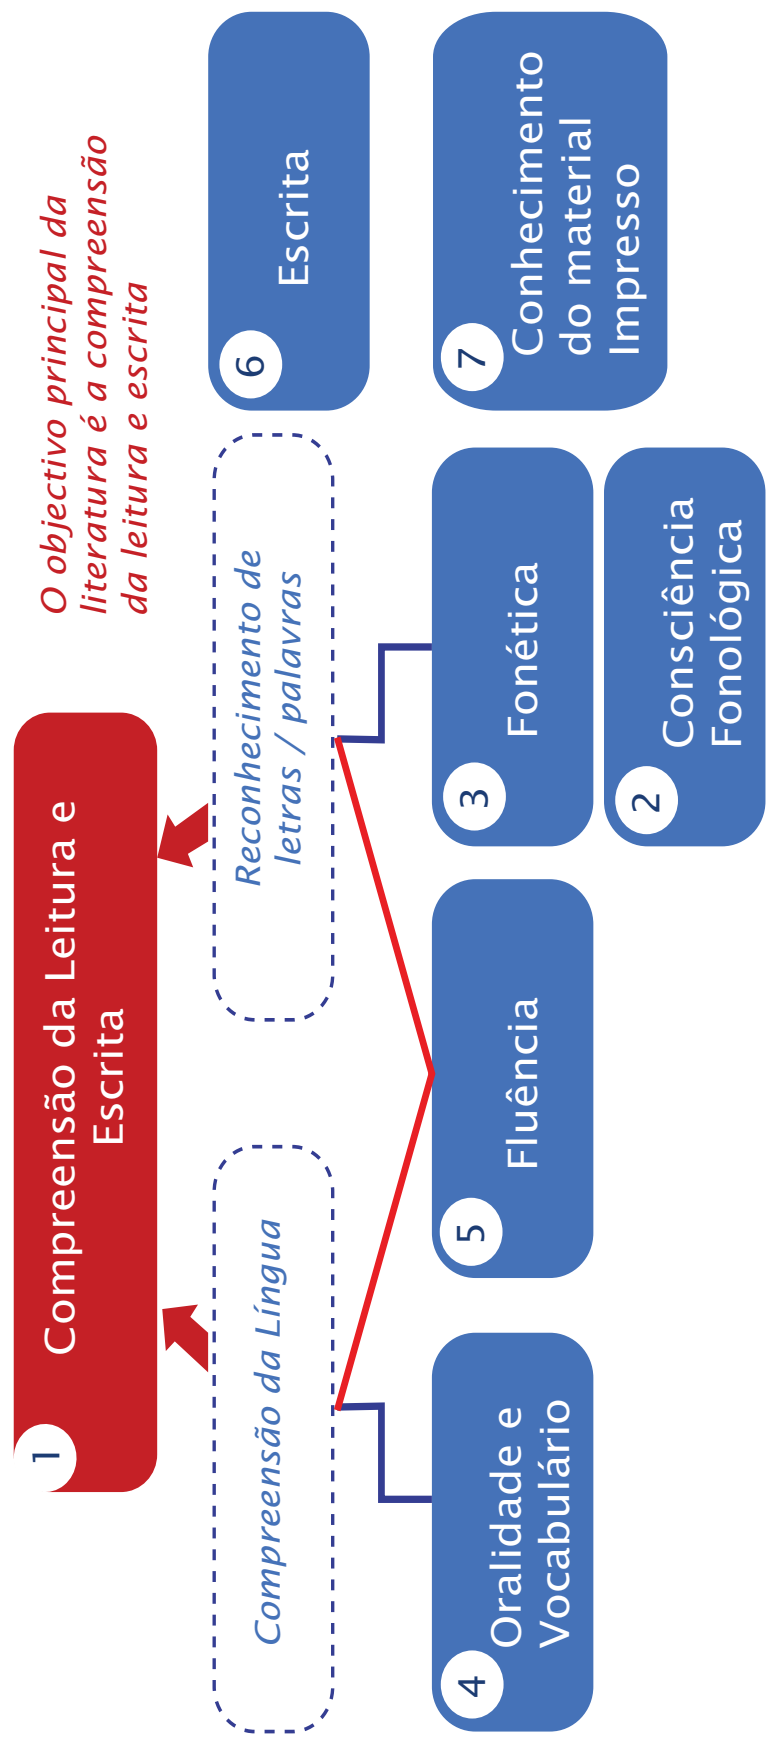 1
Compreensão da Leitura e
Escrita
O objectivo principal da
literatura é a compreensão
da leitura e escrita
Compreensão da Língua
Reconhecimento de
letras / palavras
6
Escrita
4
Oralidade e
Vocabulário
5
Fluência
3
Fonética
7
Conhecimento
do material
Impresso
2
Consciência
Fonológica